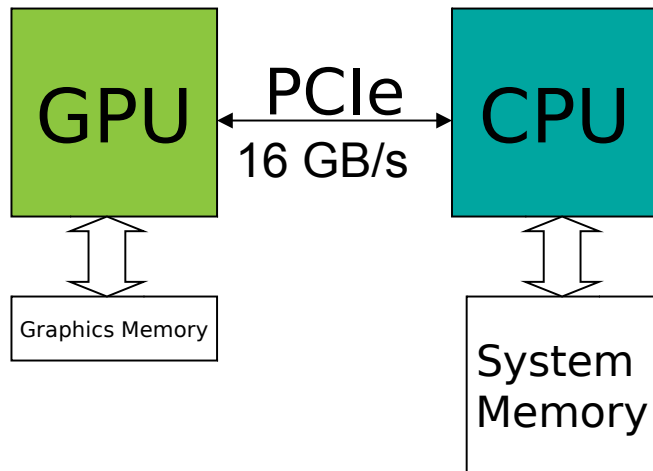 GPU
PCIe
16 GB/s
CPU
Graphics Memory
System
Memory